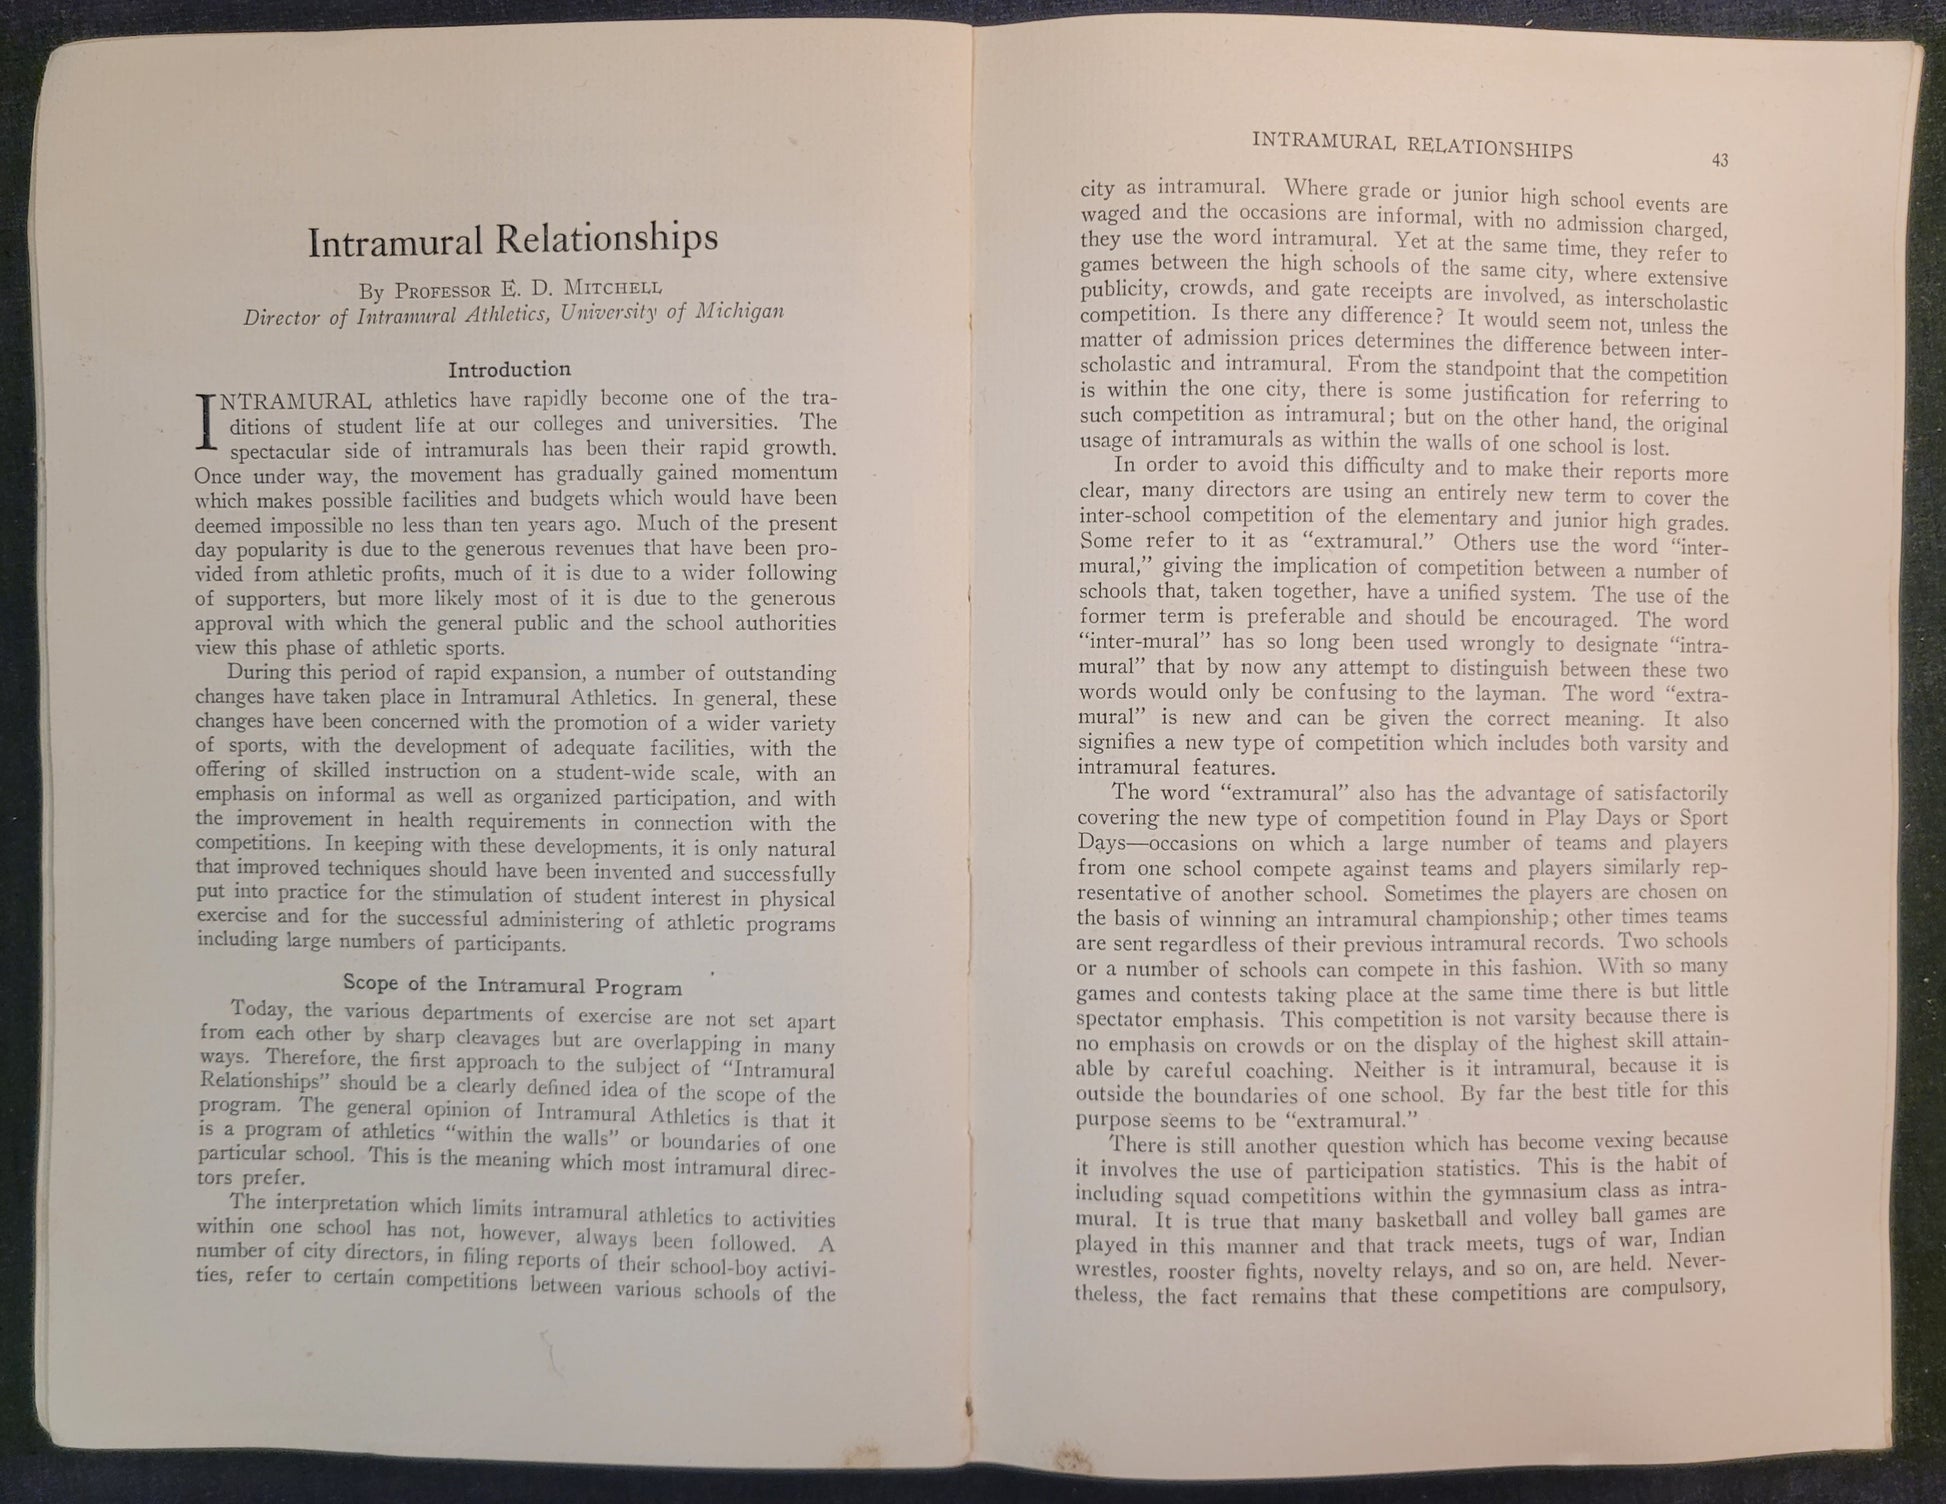 Intramural Relationships
By PROFESSOR E. D. MITCHELL
Director of Intramural Athletics, University of Michigan
Introduction
INTRAMURAL athletics have rapidly become one of the tra-
ditions of student life at our colleges and universities. The
spectacular side of intramurals has been their rapid growth.
Once under way, the movement has gradually gained momentum
which makes possible facilities and budgets which would have been
deemed impossible no less than ten years ago. Much of the present
day popularity is due to the generous revenues that have been pro-
vided from athletic profits, much of it is due to a wider following
of supporters, but more likely most of it is due to the generous
approval with which the general public and the school authorities
view this phase of athletic sports.
During this period of rapid expansion, a number of outstanding
changes have taken place in Intramural Athletics. In general, these
changes have been concerned with the promotion of a wider variety
of sports, with the development of adequate facilities, with the
offering of skilled instruction on a student-wide scale, with an
emphasis on informal as well as organized participation, and with
the improvement in health requirements in connection with the
competitions. In keeping with these developments, it is only natural
that improved techniques should have been invented and successfully
put into practice for the stimulation of student interest in physical
exercise and for the successful administering of athletic programs
including large numbers of participants.
Scope of the Intramural Program
Today, the various departments of exercise are not set apart
from each other by sharp cleavages but are overlapping in many
ways. Therefore, the first approach to the subject of "Intramural
Relationships" should be a clearly defined idea of the scope of the
program. The general opinion of Intramural Athletics is that it
is a program of athletics "within the walls" or boundaries of one
particular school. This is the meaning which most intramural direc-
tors prefer.
The interpretation which limits intramural athletics to activities
within one school has not, however, always been followed. A
number of city directors, in filing reports of their school-boy activi-
ties, refer to certain competitions between various schools of the
INTRAMURAL RELATIONSHIPS 43
city as intramural. Where grade or junior high school events are
waged and the occasions are informal, with no admission charged,
they use the word intramural. Yet at the same time, they refer to
games between the high schools of the same city, where extensive
publicity, crowds, and gate receipts are involved, as interscholastic
competition. Is there any difference? It would seem not, unless the
matter of admission prices determines the difference between inter-
scholastic and intramural. From the standpoint that the competition
is within the one city, there is some justification for referring to
such competition as intramural; but on the other hand, the original
usage of intramurals as within the walls of one school is lost.
In order to avoid this difficulty and to make their reports more
clear, many directors are using an entirely new term to cover the
inter-school competition of the elementary and junior high grades.
Some refer to it as "extramural." Others use the word "inter-
mural," giving the implication of competition between a number of
schools that, taken together, have a unified system. The use of the
former term is preferable and should be encouraged. The word
"inter-mural" has so long been used wrongly to designate "intra-
mural" that by now any attempt to distinguish between these two
words would only be confusing to the layman. The word "extra-
mural" is new and can be given the correct meaning. It also
signifies a new type of competition which includes both varsity and
intramural features.
The word "extramural" also has the advantage of satisfactorily
covering the new type of competition found in Play Days or Sport
Days—occasions on which a large number of teams and players
from one school compete against teams and players similarly rep-
resentative of another school. Sometimes the players are chosen on
the basis of winning an intramural championship; other times teams
are sent regardless of their previous intramural records. Two schools
or a number of schools can compete in this fashion. With so many
games and contests taking place at the same time there is but little
spectator emphasis. This competition is not varsity because there is
no emphasis on crowds or on the display of the highest skill attain-
able by careful coaching. Neither is it intramural, because it is
outside the boundaries of one school. By far the best title for this
purpose seems to be "extramural."
There is still another question which has become vexing because
it involves the use of participation statistics. This is the habit of
including squad competitions within the gymnasium class as intra-
mural. It is true that many basketball and volley ball games are
played in this manner and that track meets, tugs of war, Indian
wrestles, rooster fights, novelty relays, and so on, are held. Never-
theless, the fact remains that these competitions are compulsory,